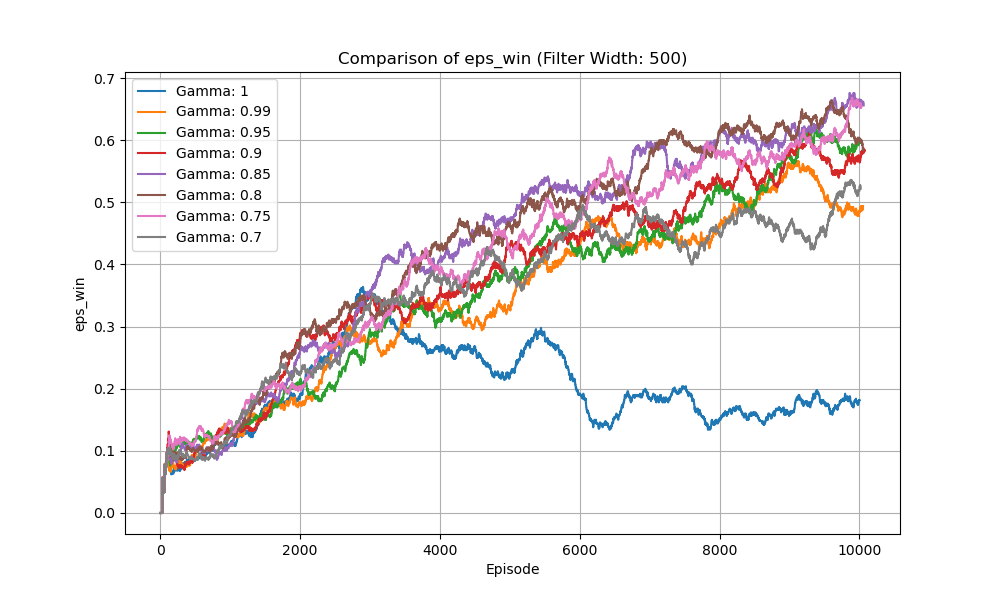 Comparison of eps_win (Filter Width: 500)
0.7
0.6
0.5
0.4
0.3
0.2
0.1
0.0
eps_win
Gamma: 1
Gamma: 0.99
Gamma: 0.95
Gamma: 0.9
Gamma: 0.85
Gamma: 0.8
Gamma: 0.75
Gamma: 0.7
0 2000 4000 6000 8000 10000
Episode